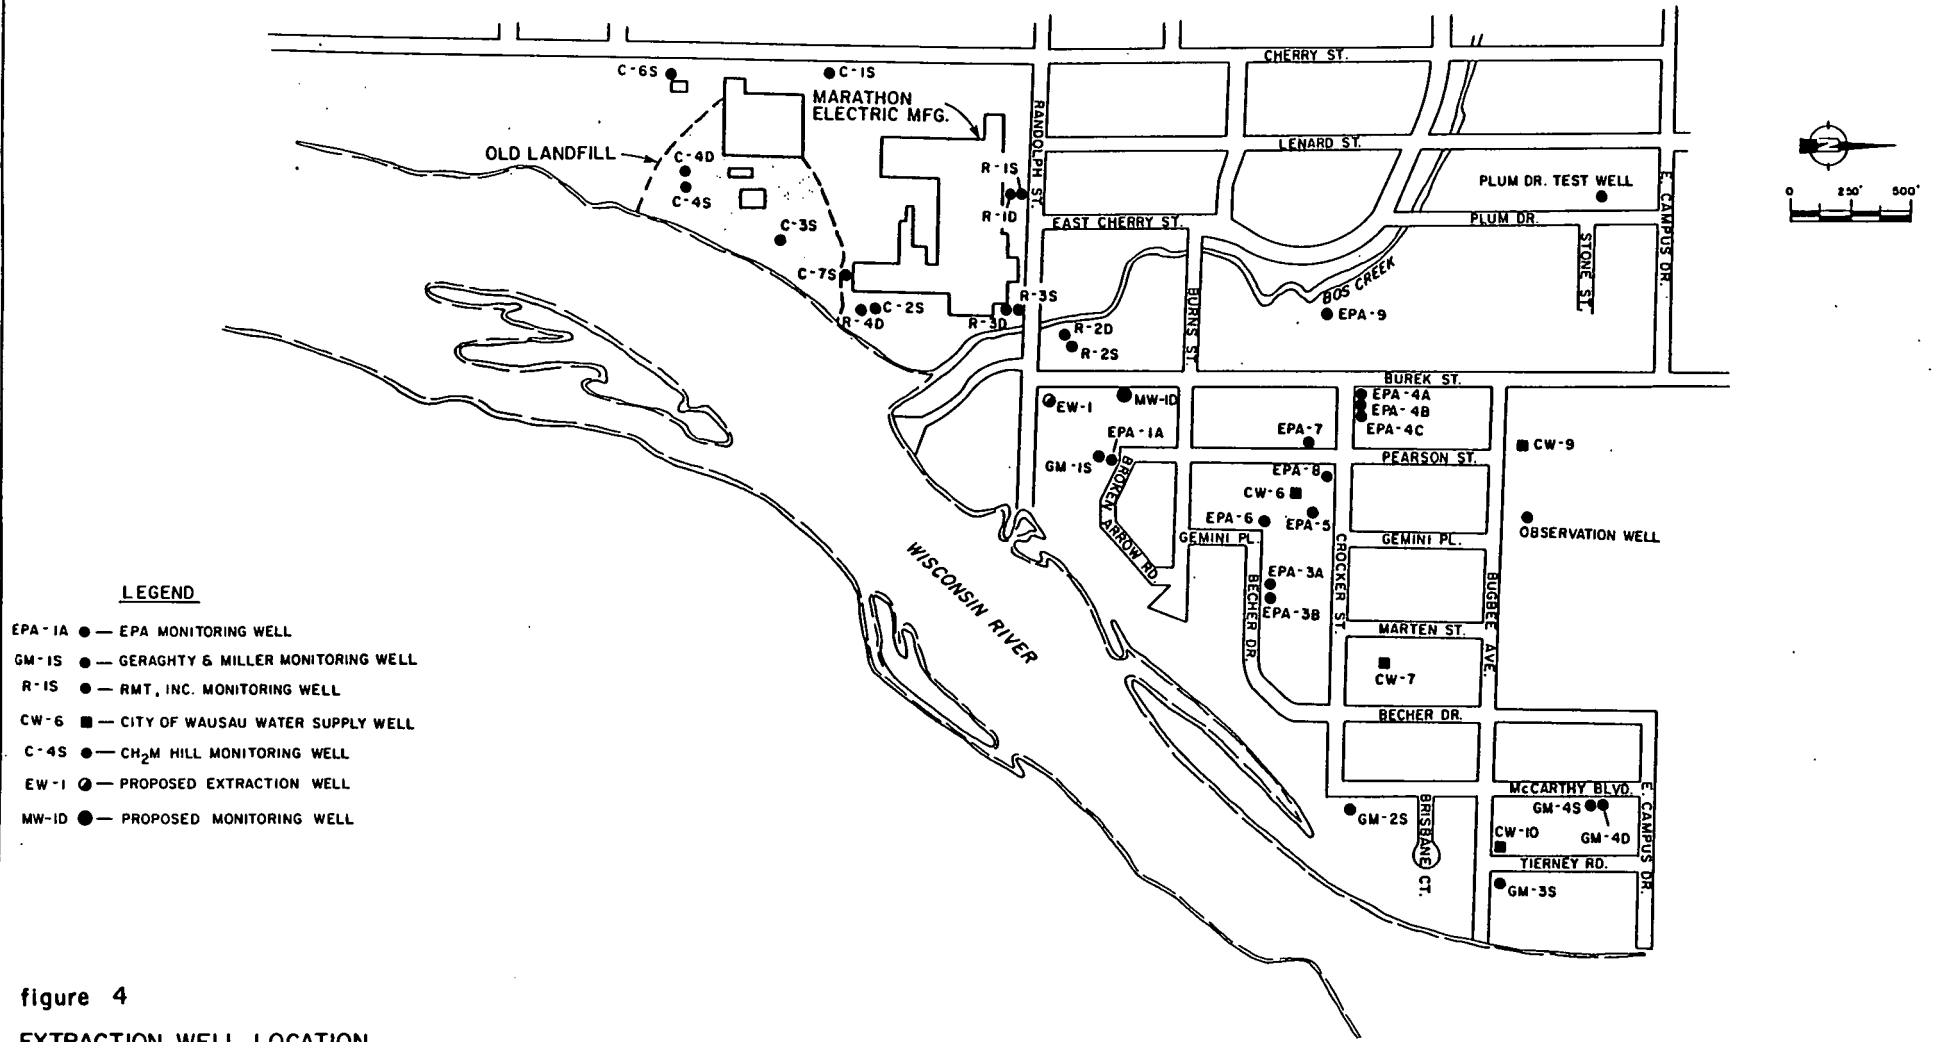 CHERRY ST.
C-6S
C-1S
MARATHON
ELECTRIC MFG.
RANDOLPH ST.
LENARD ST.
OLD LANDFILL
C-4D
C-4S
R-1S
R-1D
PLUM DR. TEST WELL
E. CAMPUS DR.
N
0 250' 500'
PLUM DR.
EAST CHERRY ST.
C-3S
STONE ST.
C-7S
BOS CREEK
BURNS ST.
R-4D
C-2S
R-3D
R-3S
R-2D
R-2S
EPA-9
BUREK ST.
EW-1
MW-1D
EPA-4A
EPA-4B
EPA-4C
EPA-1A
EPA-7
CW-9
GM-1S
BROKEN ARROW RD.
PEARSON ST.
EPA-8
CW-6
EPA-6
EPA-5
OBSERVATION WELL
GEMINI PL.
GEMINI PL.
CROCKER ST.
WISCONSIN RIVER
EPA-3A
EPA-3B
BECHER DR.
BUGBEE AVE.
MARTEN ST.
CW-7
BECHER DR.
McCARTHY BLVD.
GM-2S
BRISBANE CT.
GM-4S
GM-4D
CW-10
E. CAMPUS DR.
TIERNEY RD.
GM-3S
LEGEND
EPA-1A — EPA MONITORING WELL
GM-1S — GERAGHTY & MILLER MONITORING WELL
R-1S — RMT, INC. MONITORING WELL
CW-6 — CITY OF WAUSAU WATER SUPPLY WELL
C-4S — CH2M HILL MONITORING WELL
EW-1 — PROPOSED EXTRACTION WELL
MW-1D — PROPOSED MONITORING WELL
figure 4
EXTRACTION WELL LOCATION